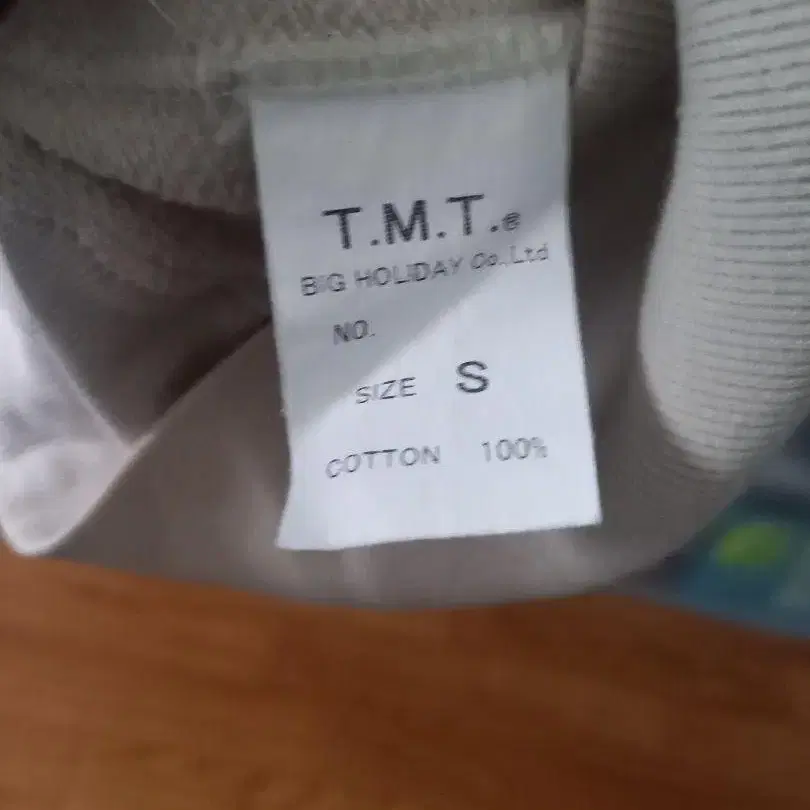 T.M.T.e
BIG HOLIDAY Co.,Ltd
NO.
SIZE S
COTTON 100%